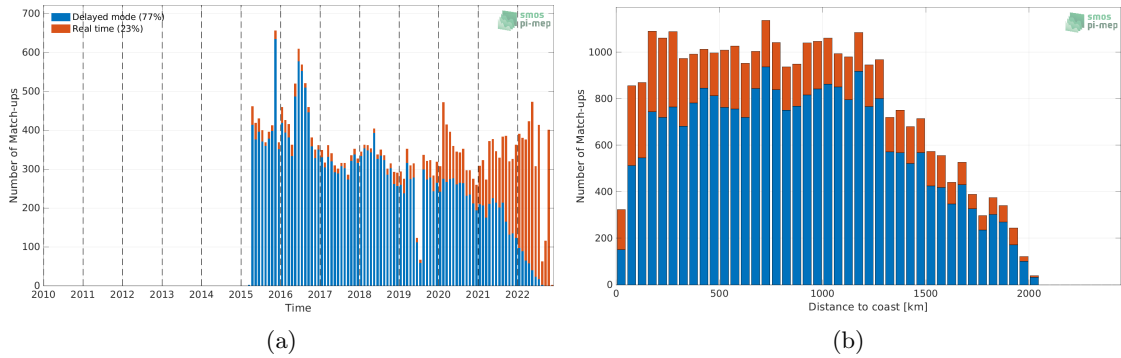 Delayed mode (77%)
Real time (23%)
smos
pi-mep
Number of Match-ups
700
600
500
400
300
200
100
0
2010 2011 2012 2013 2014 2015 2016 2017 2018 2019 2020 2021 2022
Time
(a)
smos
pi-mep
Number of Match-ups
1000
800
600
400
200
0
0 500 1000 1500 2000
Distance to coast [km]
(b)